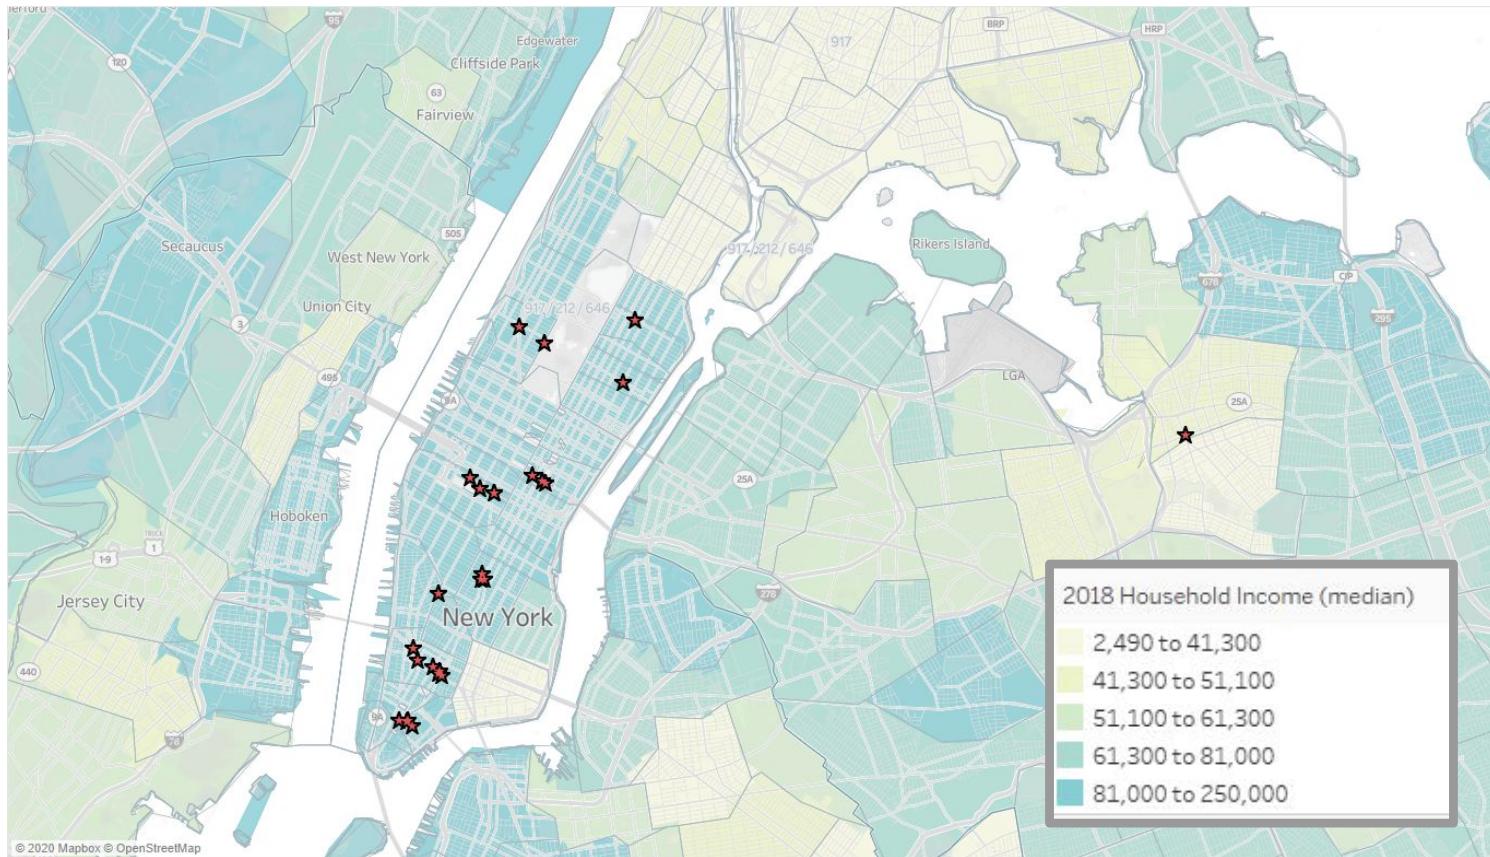 95
120
Edgewater
Cliffside Park
63
Fairview
505
Secaucus
West New York
Union City
3
495
917 / 212 / 646
9A
917
BRP
HRP
917 / 212 / 646
Rikers Island
678
CIP
295
LGA
25A
25A
Hoboken
TRUCK
1-9
1
Jersey City
New York
278
440
78
9A
2018 Household Income (median)
2,490 to 41,300
41,300 to 51,100
51,100 to 61,300
61,300 to 81,000
81,000 to 250,000
© 2020 Mapbox © OpenStreetMap